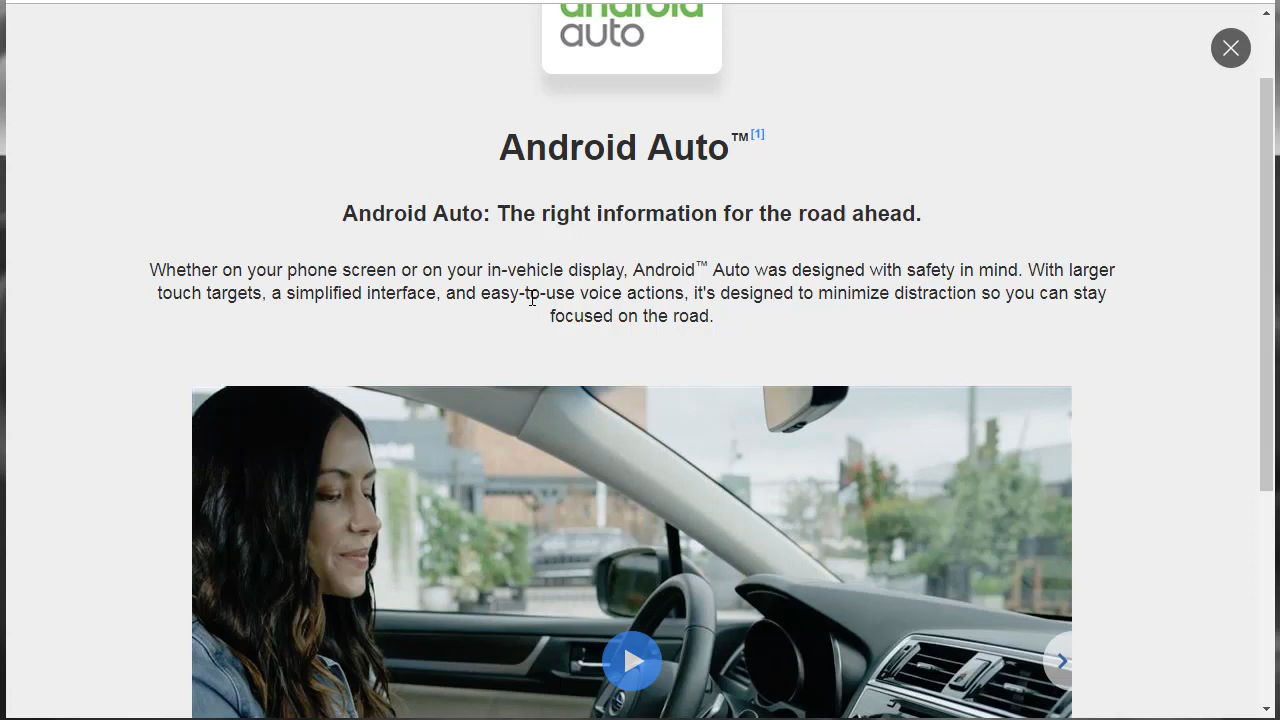 android
auto
Android Auto™[1]
Android Auto: The right information for the road ahead.
Whether on your phone screen or on your in-vehicle display, Android™ Auto was designed with safety in mind. With larger
touch targets, a simplified interface, and easy-to-use voice actions, it's designed to minimize distraction so you can stay
focused on the road.